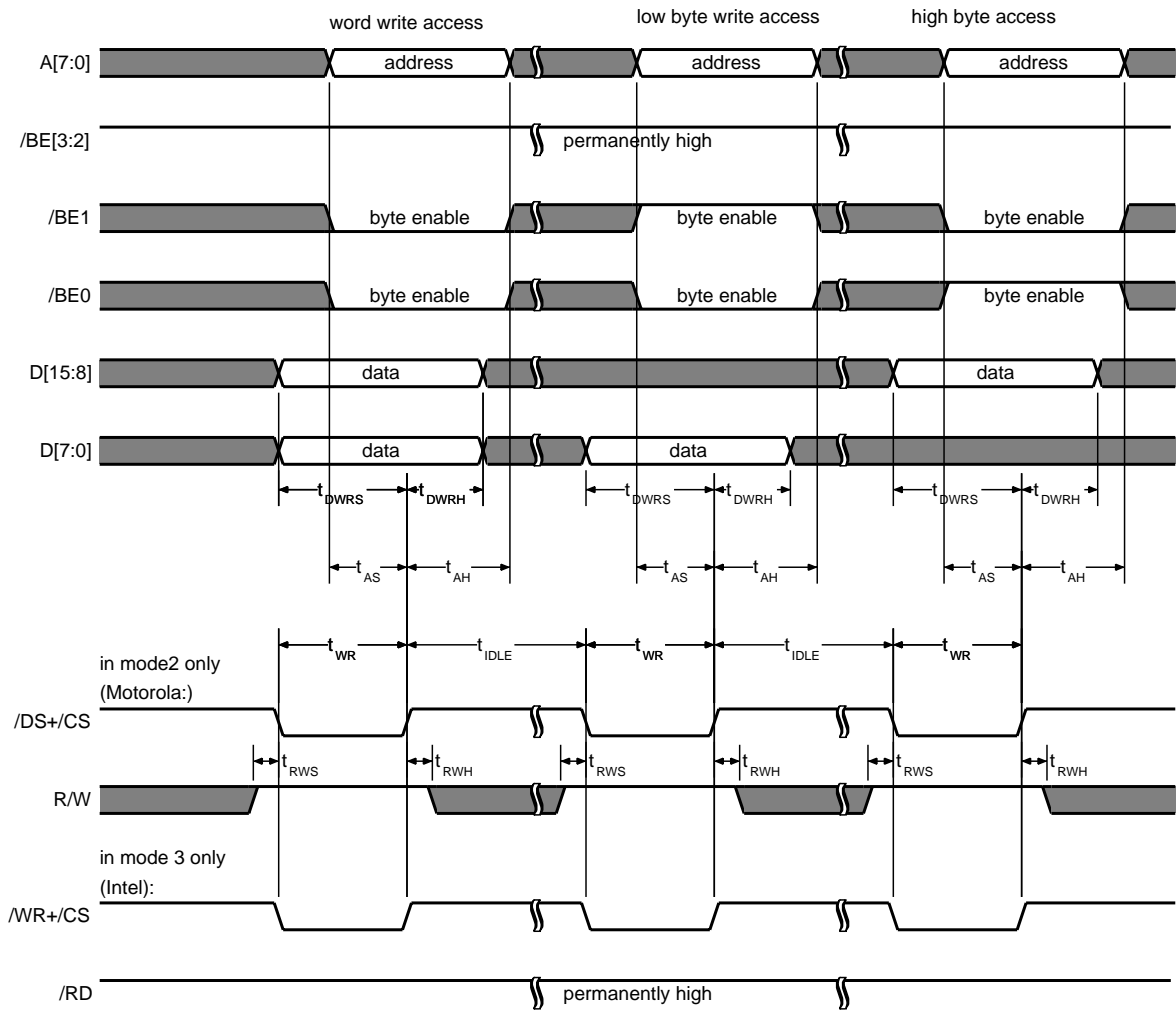 word write access low byte write access high byte access
A[7:0] address address address
/BE[3:2] permanently high
/BE1 byte enable byte enable byte enable
/BE0 byte enable byte enable byte enable
D[15:8] data data
D[7:0] data data
tDWRS tDWRH tDWRS tDWRH tDWRS tDWRH
tAS tAH tAS tAH tAS tAH
tWR tIDLE tWR tIDLE tWR
in mode2 only
(Motorola:)
/DS+/CS
tRWS tRWH tRWS tRWH tRWS tRWH
R/W
in mode 3 only
(Intel):
/WR+/CS
/RD permanently high